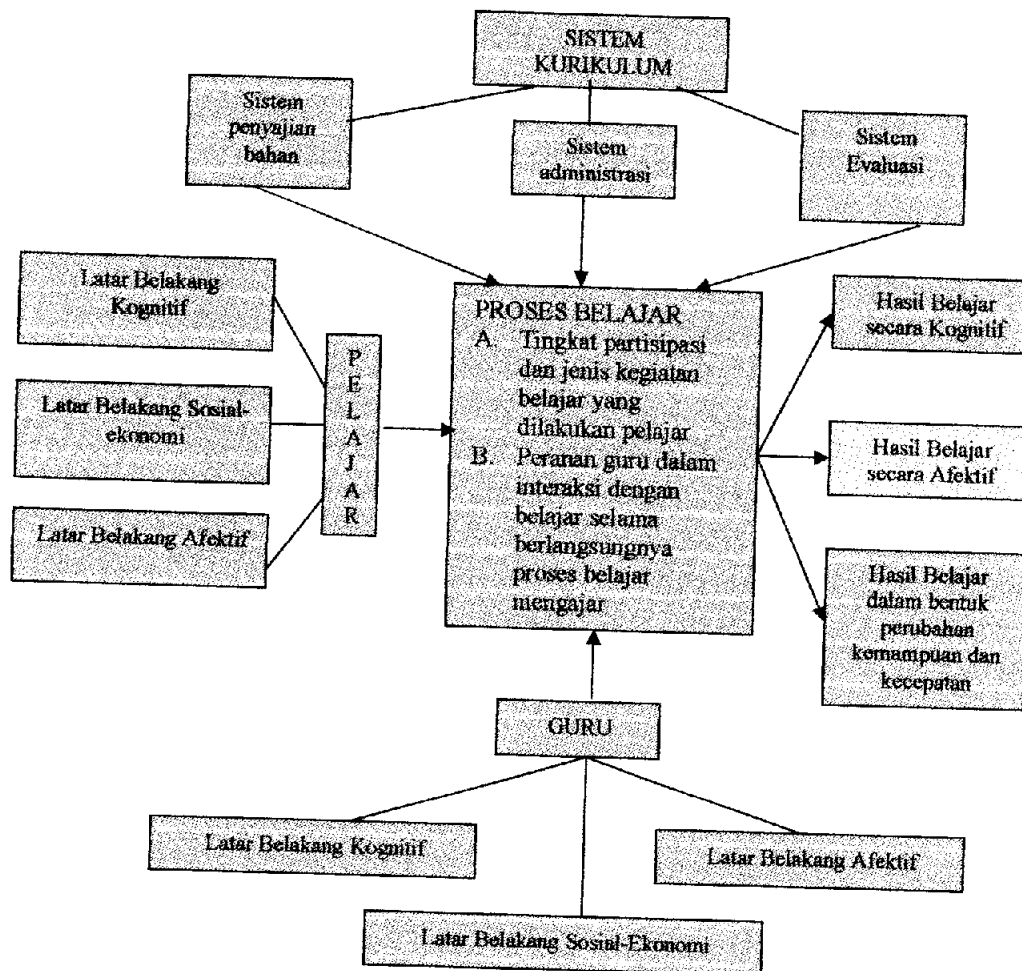 SISTEM
KURIKULUM
Sistem
penyajian
bahan
Sistem
administrasi
Sistem
Evaluasi
Latar Belakang
Kognitif
Latar Belakang Sosial-
ekonomi
Latar Belakang Afektif
P
E
L
A
J
A
R
PROSES BELAJAR
A. Tingkat partisipasi
dan jenis kegiatan
belajar yang
dilakukan pelajar
B. Peranan guru dalam
interaksi dengan
belajar selama
berlangsungnya
proses belajar
mengajar
Hasil Belajar
secara Kognitif
Hasil Belajar
secara Afektif
Hasil Belajar
dalam bentuk
perubahan
kemampuan dan
kecepatan
GURU
Latar Belakang Kognitif
Latar Belakang Afektif
Latar Belakang Sosial-Ekonomi